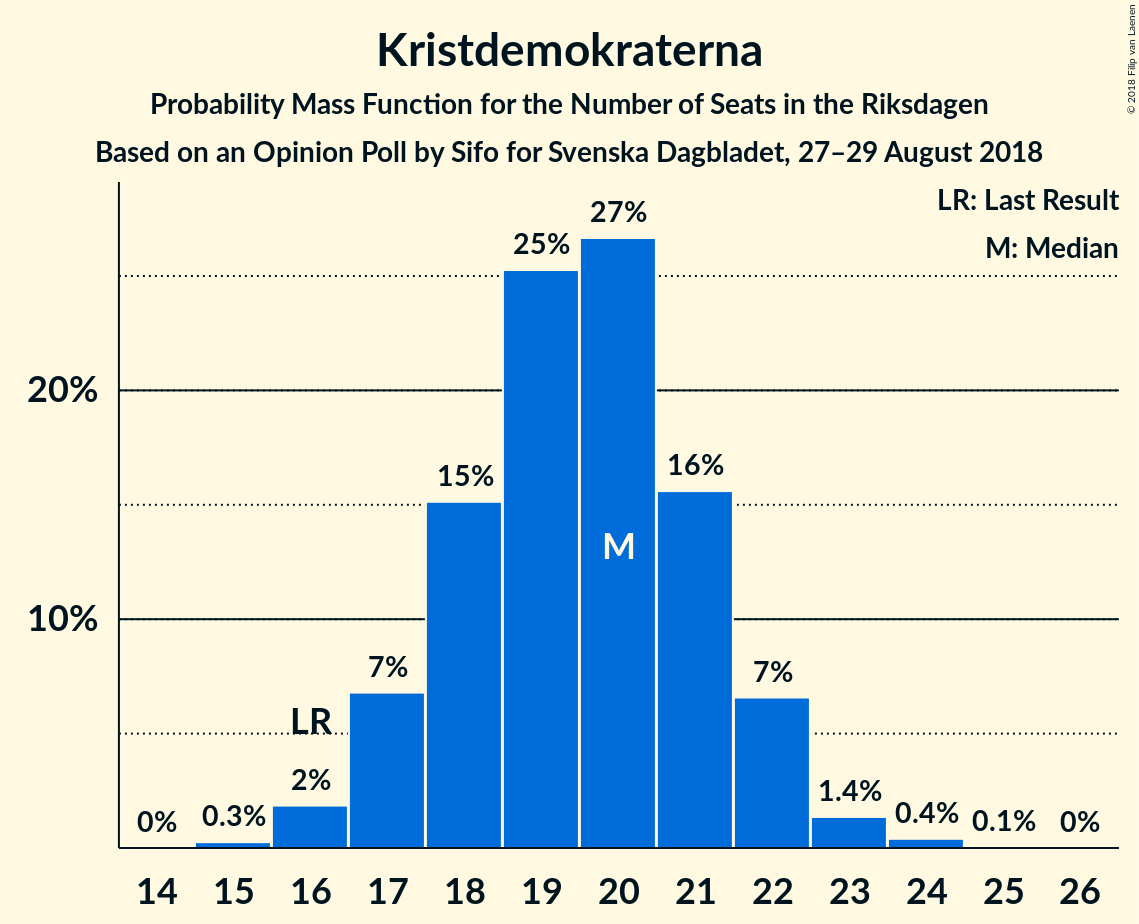 Kristdemokraterna
Probability Mass Function for the Number of Seats in the Riksdagen
Based on an Opinion Poll by Sifo for Svenska Dagbladet, 27–29 August 2018
© 2018 Filip van Laenen
LR: Last Result
M: Median
27%
25%
20%
16%
15%
M
10%
7%
7%
LR
2%
1.4%
0%
0.3%
0.4%
0.1%
0%
14 15 16 17 18 19 20 21 22 23 24 25 26